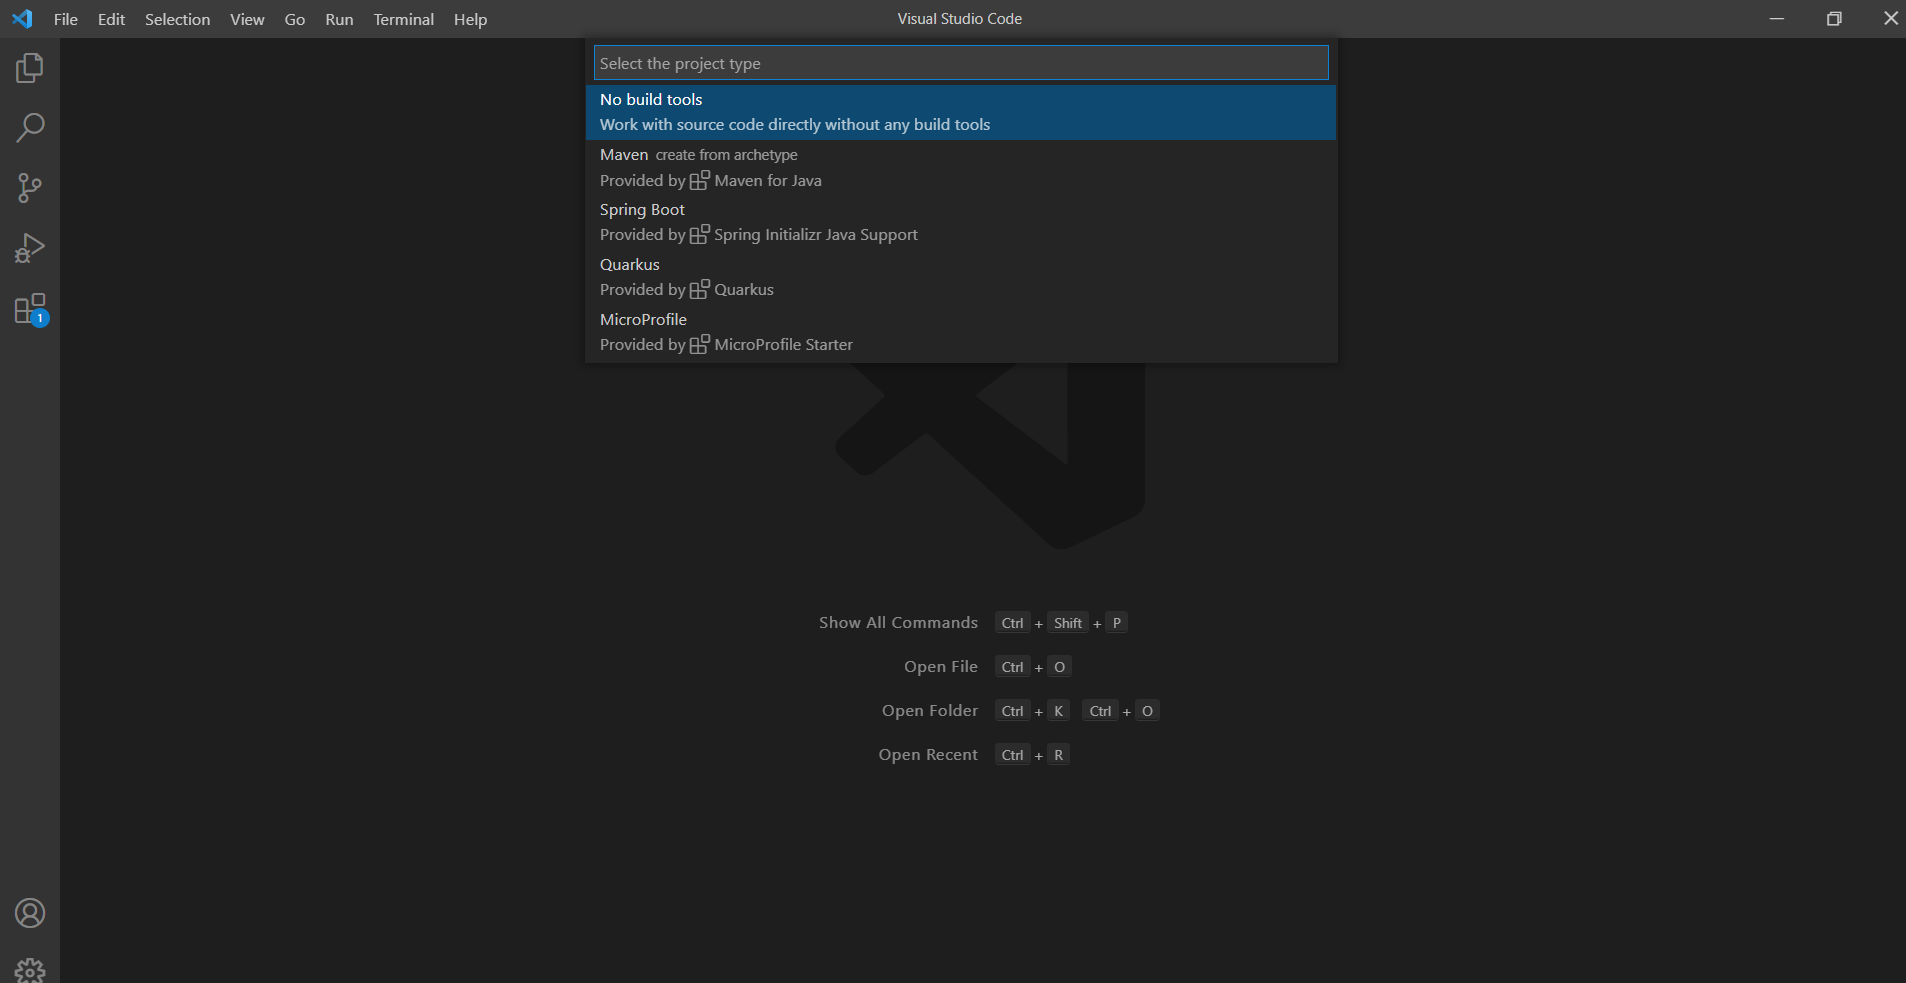 File Edit Selection View Go Run Terminal Help Visual Studio Code
Select the project type
No build tools
Work with source code directly without any build tools
Maven create from archetype
Provided by Maven for Java
Spring Boot
Provided by Spring Initializr Java Support
Quarkus
Provided by Quarkus
MicroProfile
Provided by MicroProfile Starter
1
Show All Commands Ctrl + Shift + P
Open File Ctrl + O
Open Folder Ctrl + K Ctrl + O
Open Recent Ctrl + R